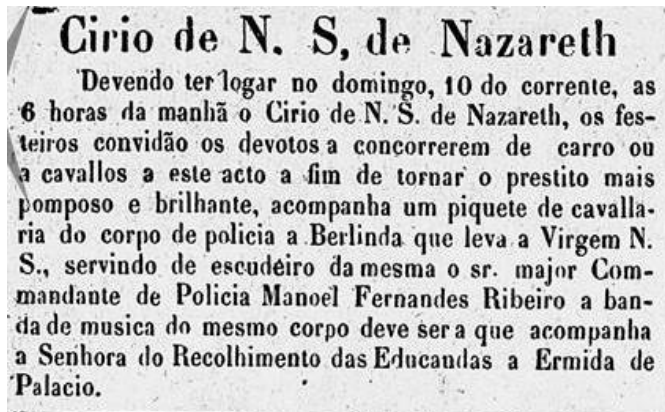 Cirio de N. S, de Nazareth
Devendo ter logar no domingo, 10 do corrente, as
6 horas da manhã o Cirio de N. S. de Nazareth, os fes-
teiros convidão os devotos a concorrerem de carro ou
a cavallos a este acto a fim de tornar o prestito mais
pomposo e brilhante, acompanha um piquete de cavalla-
ria do corpo de policia a Berlinda que leva a Virgem N.
S., servindo de escudeiro da mesma o sr. major Com-
mandante de Policia Manoel Fernandes Ribeiro a ban-
da de musica do mesmo corpo deve ser a que acompanha
a Senhora do Recolhimento das Educandas a Ermida de
Palacio.